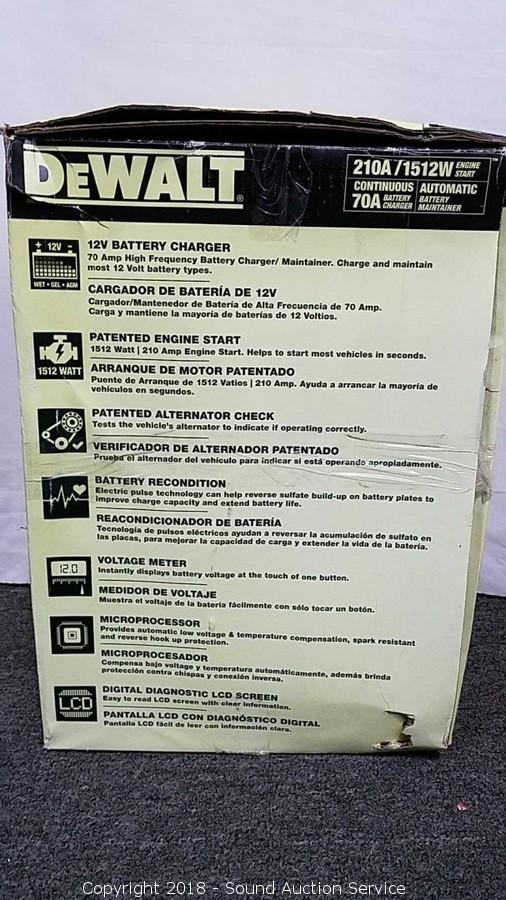 DEWALT®
210A/1512W ENGINE START
CONTINUOUS 70A BATTERY CHARGER
AUTOMATIC BATTERY MAINTAINER
+ 12V -
WET • GEL • AGM
12V BATTERY CHARGER
70 Amp High Frequency Battery Charger/ Maintainer. Charge and maintain
most 12 Volt battery types.
CARGADOR DE BATERÍA DE 12V
Cargador/Mantenedor de Batería de Alta Frecuencia de 70 Amp.
Carga y mantiene la mayoría de baterías de 12 Voltios.
1512 WATT
PATENTED ENGINE START
1512 Watt | 210 Amp Engine Start. Helps to start most vehicles in seconds.
ARRANQUE DE MOTOR PATENTADO
Puente de Arranque de 1512 Vatios | 210 Amp. Ayuda a arrancar la mayoría de
vehículos en segundos.
PATENTED ALTERNATOR CHECK
Tests the vehicle's alternator to indicate if operating correctly.
VERIFICADOR DE ALTERNADOR PATENTADO
Prueba el alternador del vehículo para indicar si está operando apropiadamente.
BATTERY RECONDITION
Electric pulse technology can help reverse sulfate build-up on battery plates to
improve charge capacity and extend battery life.
REACONDICIONADOR DE BATERÍA
Tecnología de pulsos eléctricos ayudan a reversar la acumulación de sulfato en
las placas, para mejorar la capacidad de carga y extender la vida de la batería.
12.0
VOLTAGE METER
Instantly displays battery voltage at the touch of one button.
MEDIDOR DE VOLTAJE
Muestra el voltaje de la batería fácilmente con sólo tocar un botón.
MICROPROCESSOR
Provides automatic low voltage & temperature compensation, spark resistant
and reverse hook up protection.
MICROPROCESADOR
Compensa bajo voltaje y temperatura automáticamente, además brinda
protección contra chispas y conexión inversa.
LCD
DIGITAL DIAGNOSTIC LCD SCREEN
Easy to read LCD screen with clear information.
PANTALLA LCD CON DIAGNÓSTICO DIGITAL
Pantalla LCD fácil de leer con información clara.
Copyright 2018 - Sound Auction Service